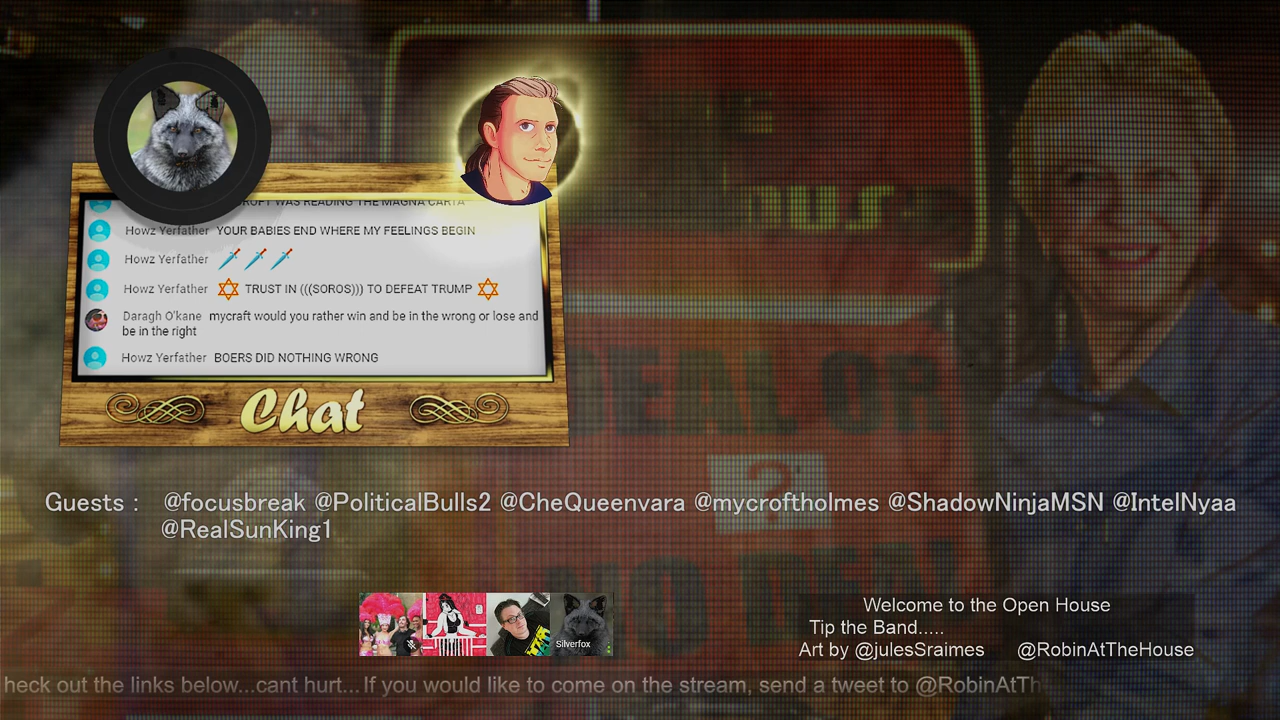 WAS READING THE MAGNA CARTA
Howz Yerfather YOUR BABIES END WHERE MY FEELINGS BEGIN
Howz Yerfather 🗡🗡🗡
Howz Yerfather ✡ TRUST IN (((SOROS))) TO DEFEAT TRUMP ✡
Daragh O'kane mycraft would you rather win and be in the wrong or lose and
be in the right
Howz Yerfather BOERS DID NOTHING WRONG
Chat
DEAL OR
?
NO DEAL
Guests : @focusbreak @PoliticalBulls2 @CheQueenvara @mycroftholmes @ShadowNinjaMSN @IntelNyaa
@RealSunKing1
Silverfox
Welcome to the Open House
Tip the Band.....
Art by @julesSraimes @RobinAtTheHouse
heck out the links below...cant hurt... If you would like to come on the stream, send a tweet to @RobinAtTh